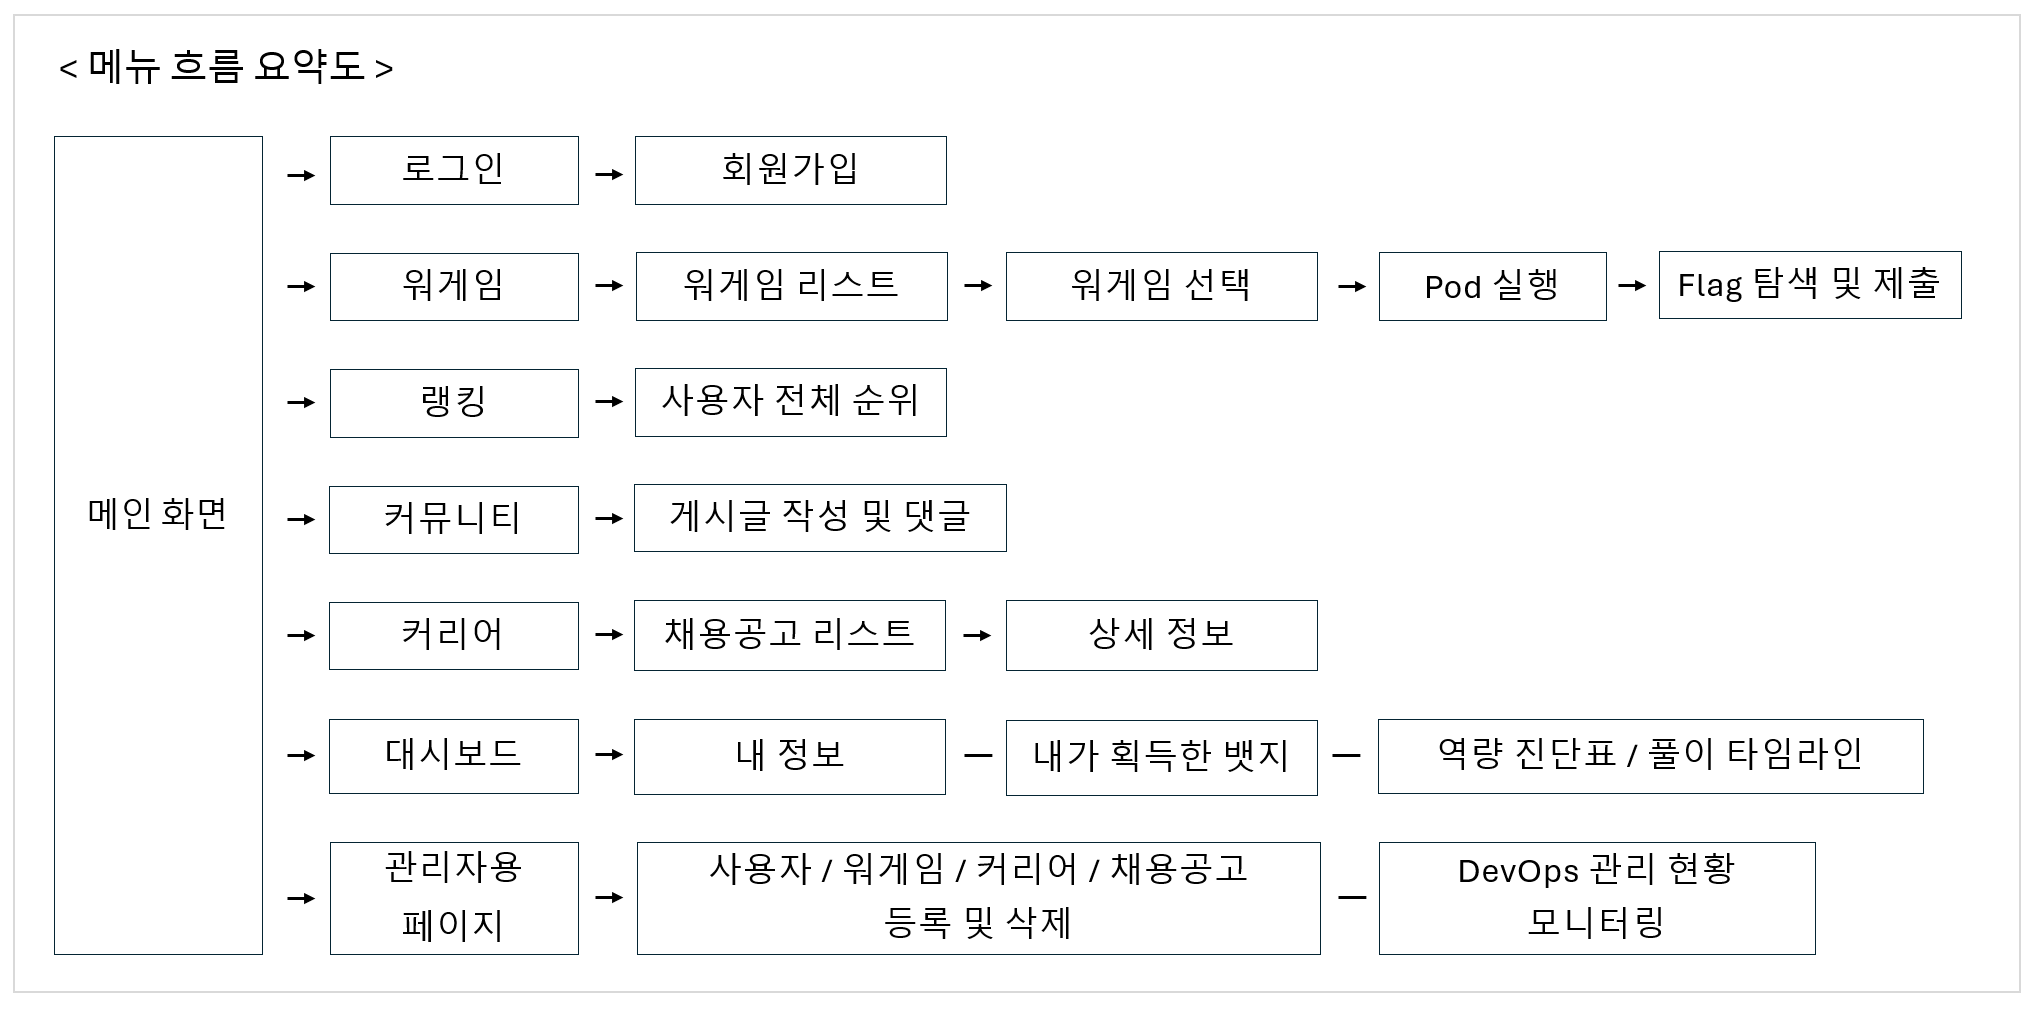 < 메뉴 흐름 요약도 >
메인 화면
로그인
회원가입
워게임
워게임 리스트
워게임 선택
Pod 실행
Flag 탐색 및 제출
랭킹
사용자 전체 순위
커뮤니티
게시글 작성 및 댓글
커리어
채용공고 리스트
상세 정보
대시보드
내 정보
내가 획득한 뱃지
역량 진단표 / 풀이 타임라인
관리자용
페이지
사용자 / 워게임 / 커리어 / 채용공고
등록 및 삭제
DevOps 관리 현황
모니터링